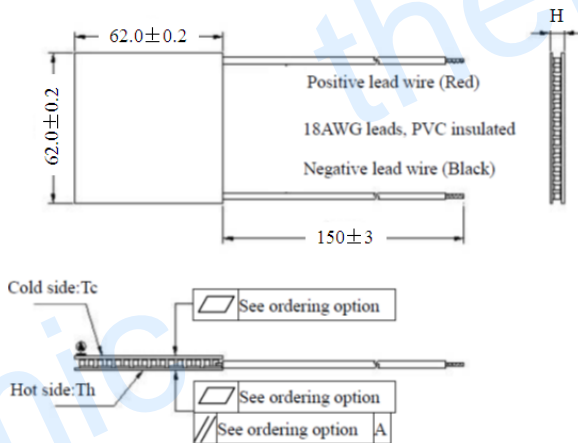 62.0±0.2
H
62.0±0.2
Positive lead wire (Red)
18AWG leads, PVC insulated
Negative lead wire (Black)
150±3
Cold side:Tc
See ordering option
Hot side:Th
See ordering option
See ordering option A